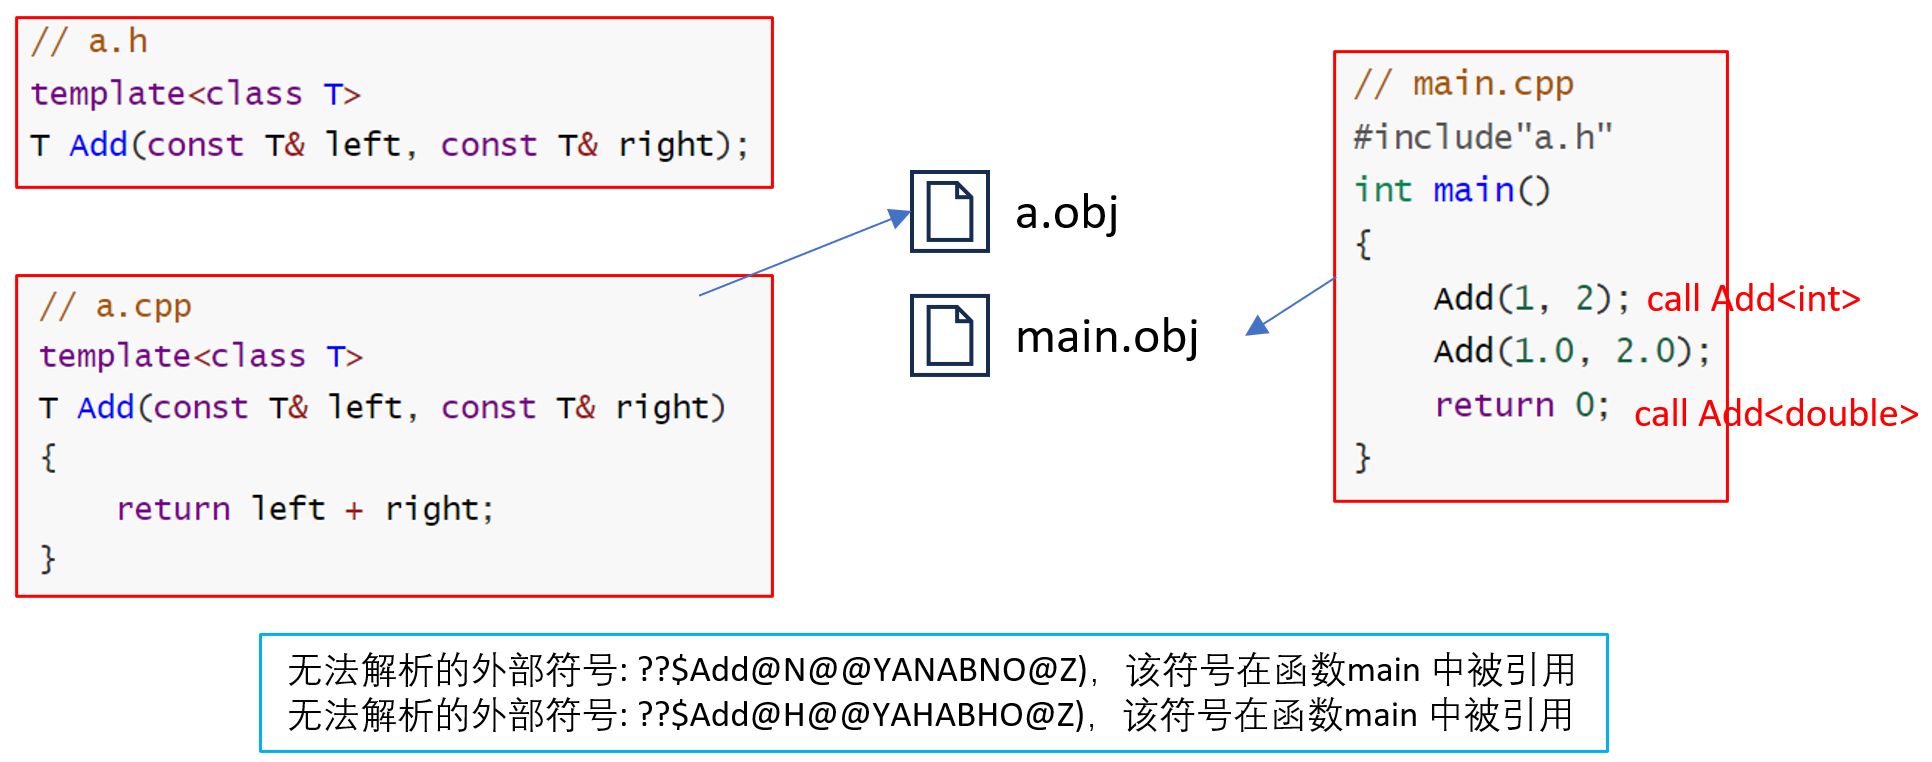 // a.h
template<class T>
T Add(const T& left, const T& right);
// a.cpp
template<class T>
T Add(const T& left, const T& right)
{
    return left + right;
}
a.obj
main.obj
// main.cpp
#include"a.h"
int main()
{
    Add(1, 2); call Add<int>
    Add(1.0, 2.0);
    return 0; call Add<double>
}
无法解析的外部符号: ??$Add@N@@YANABNO@Z)，该符号在函数main 中被引用
无法解析的外部符号: ??$Add@H@@YAHABHO@Z)，该符号在函数main 中被引用